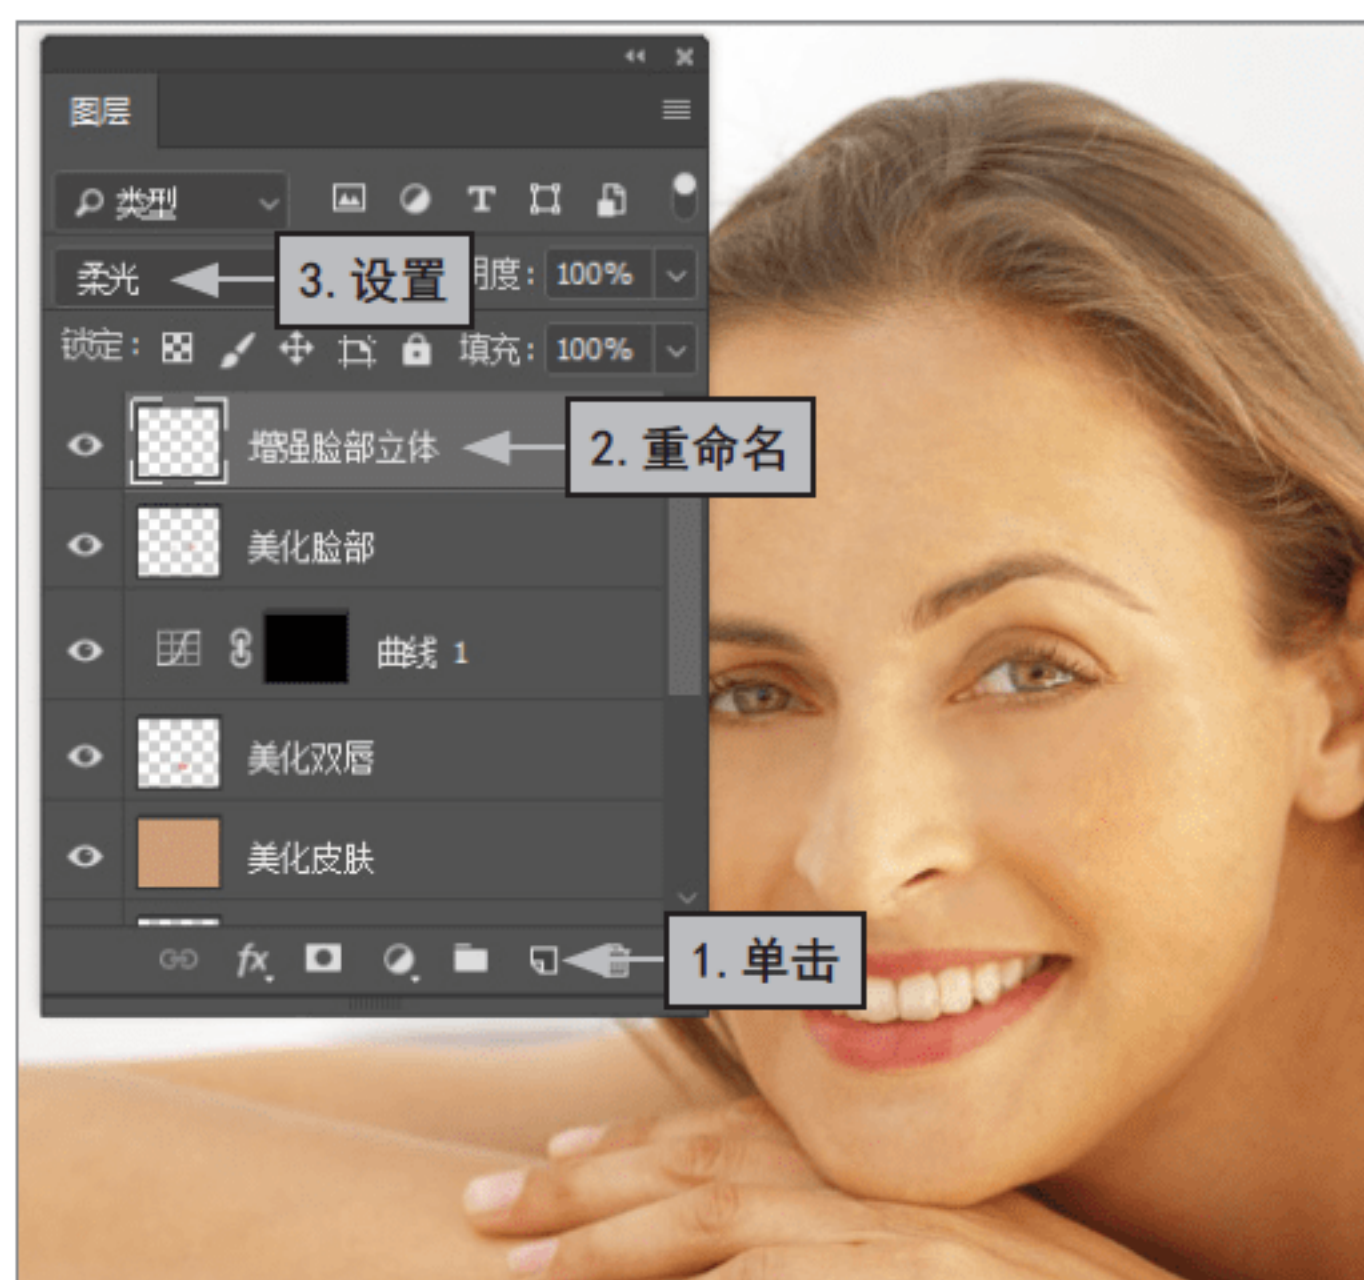 图层
类型
柔光
3. 设置
明度: 100%
锁定:
填充: 100%
增强脸部立体
2. 重命名
美化脸部
曲线 1
美化双唇
美化皮肤
fx
1. 单击